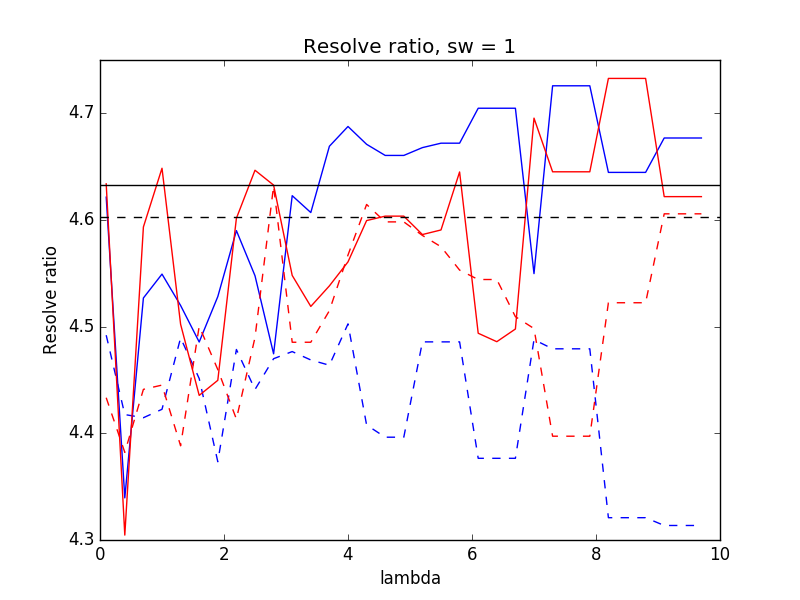 Resolve ratio, sw = 1
4.7
4.6
4.5
4.4
4.3
Resolve ratio
0 2 4 6 8 10
lambda